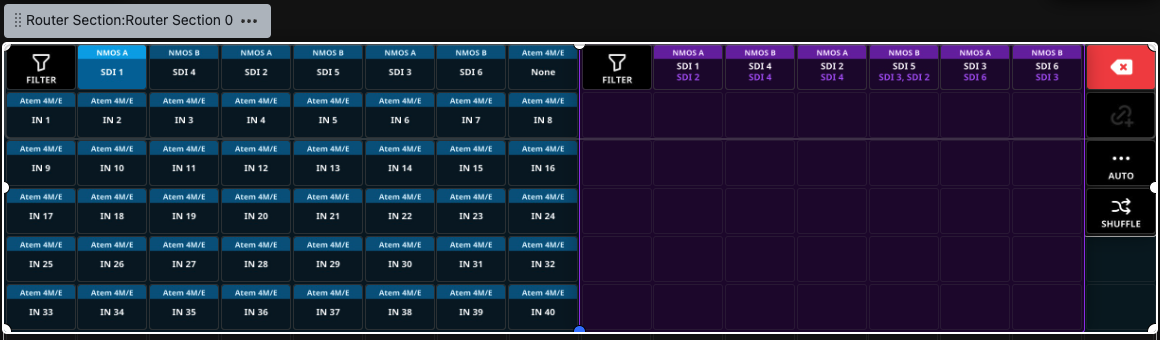 Router Section:Router Section 0
NMOS A NMOS B NMOS A NMOS B NMOS A NMOS B Atem 4M/E
FILTER SDI 1 SDI 4 SDI 2 SDI 5 SDI 3 SDI 6 None
NMOS A NMOS B NMOS A NMOS B NMOS A NMOS B
FILTER SDI 1 SDI 4 SDI 2 SDI 5 SDI 3 SDI 6
SDI 2 SDI 4 SDI 4 SDI 3, SDI 2 SDI 6 SDI 3
Atem 4M/E Atem 4M/E Atem 4M/E Atem 4M/E Atem 4M/E Atem 4M/E Atem 4M/E Atem 4M/E
IN 1 IN 2 IN 3 IN 4 IN 5 IN 6 IN 7 IN 8
Atem 4M/E Atem 4M/E Atem 4M/E Atem 4M/E Atem 4M/E Atem 4M/E Atem 4M/E Atem 4M/E
IN 9 IN 10 IN 11 IN 12 IN 13 IN 14 IN 15 IN 16
AUTO
Atem 4M/E Atem 4M/E Atem 4M/E Atem 4M/E Atem 4M/E Atem 4M/E Atem 4M/E Atem 4M/E
IN 17 IN 18 IN 19 IN 20 IN 21 IN 22 IN 23 IN 24
SHUFFLE
Atem 4M/E Atem 4M/E Atem 4M/E Atem 4M/E Atem 4M/E Atem 4M/E Atem 4M/E Atem 4M/E
IN 25 IN 26 IN 27 IN 28 IN 29 IN 30 IN 31 IN 32
Atem 4M/E Atem 4M/E Atem 4M/E Atem 4M/E Atem 4M/E Atem 4M/E Atem 4M/E Atem 4M/E
IN 33 IN 34 IN 35 IN 36 IN 37 IN 38 IN 39 IN 40